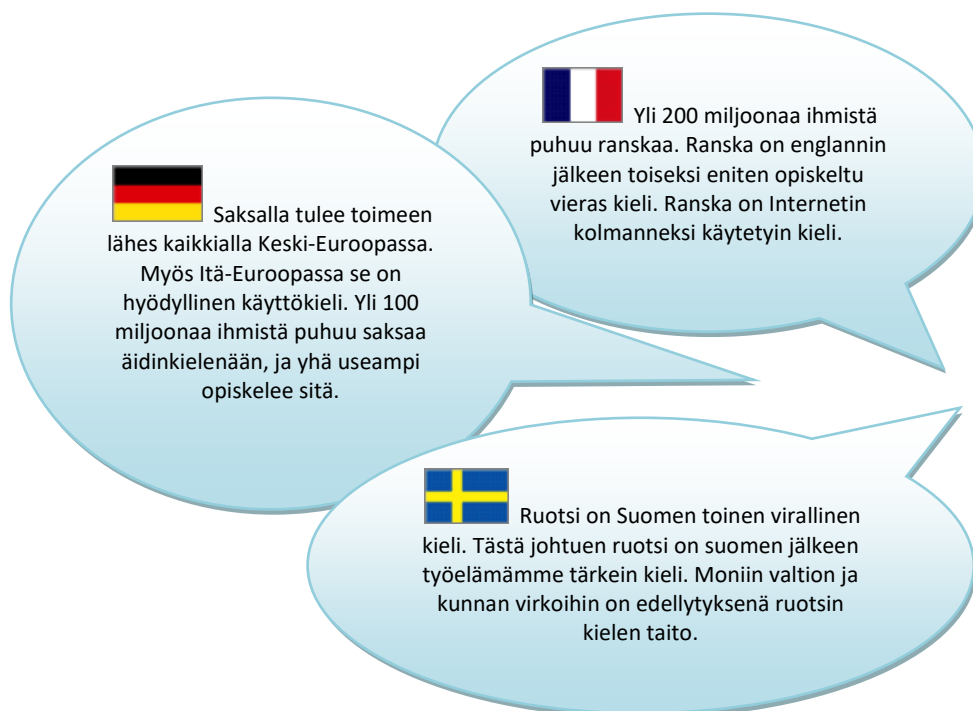 Yli 200 miljoonaa ihmistä
puhuu ranskaa. Ranska on englannin
jälkeen toiseksi eniten opiskeltu
vieras kieli. Ranska on Internetin
kolmanneksi käytetyin kieli.
Saksalla tulee toimeen
lähes kaikkialla Keski-Euroopassa.
Myös Itä-Euroopassa se on
hyödyllinen käyttökieli. Yli 100
miljoonaa ihmistä puhuu saksaa
äidinkielenään, ja yhä useampi
opiskelee sitä.
Ruotsi on Suomen toinen virallinen
kieli. Tästä johtuen ruotsi on suomen jälkeen
työelämämme tärkein kieli. Moniin valtion ja
kunnan virkoihin on edellytyksenä ruotsin
kielen taito.